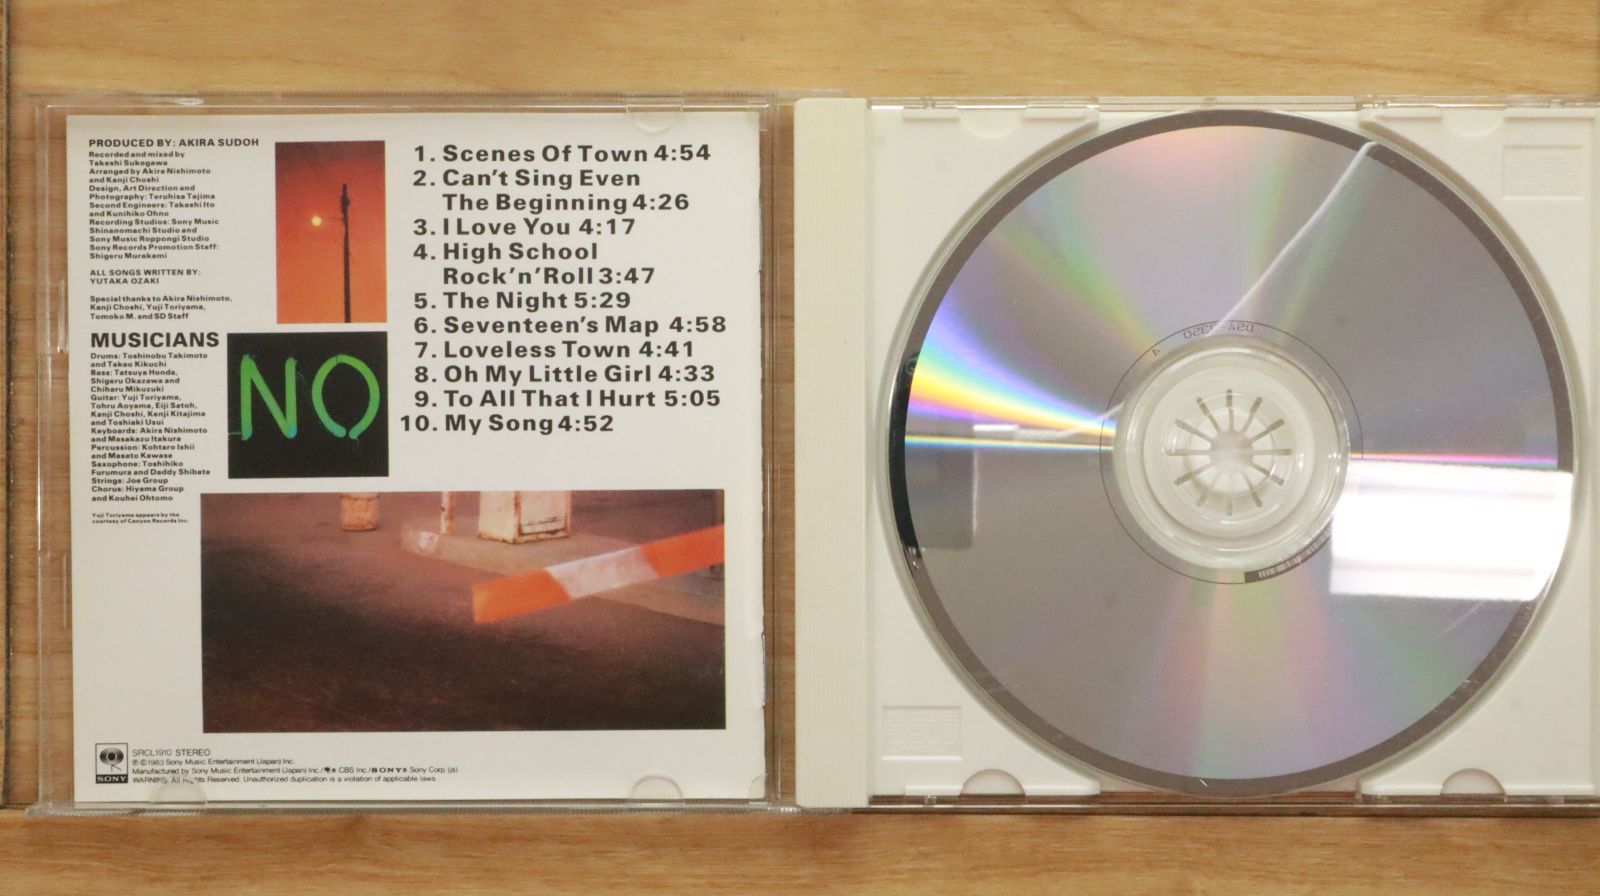 PRODUCED BY: AKIRA SUDOH
Recorded and mixed by
Takashi Sukegawa
Arranged by Akira Nishimoto
and Kanji Choshi
Design, Art Direction and
Photography: Teruhisa Tajima
Second Engineers: Takashi Ito
and Kunihiko Ohno
Recording Studios: Sony Music
Shinanomachi Studio and
Sony Music Roppongi Studio
Sony Records Promotion Staff:
Shigeru Murakami
ALL SONGS WRITTEN BY:
YUTAKA OZAKI
Special thanks to Akira Nishimoto,
Kanji Choshi, Yuji Toriyama,
Tomoko M. and SD Staff
MUSICIANS
Drums: Toshinobu Takimoto
and Takeo Kikuchi
Bass: Tatsuya Honda,
Shigeru Okazawa and
Chiharu Mikuzuki
Guitar: Yuji Toriyama,
Tohru Aoyama, Eiji Satoh,
Kanji Choshi, Kenji Kitajima
and Toshiaki Usui
Keyboards: Akira Nishimoto
and Masakazu Itakura
Percussion: Kohtaro Ishii
and Masato Kawase
Saxophone: Toshihiko
Furumura and Daddy Shibata
Strings: Joe Group
Chorus: Hiyama Group
and Kouhei Ohtomo
Yuji Toriyama appears by the
courtesy of Canyon Records Inc.
NO
1. Scenes Of Town 4:54
2. Can't Sing Even
The Beginning 4:26
3. I Love You 4:17
4. High School
Rock'n'Roll 3:47
5. The Night 5:29
6. Seventeen's Map 4:58
7. Loveless Town 4:41
8. Oh My Little Girl 4:33
9. To All That I Hurt 5:05
10. My Song 4:52
SONY
SRCL1910 STEREO
℗ © 1983 Sony Music Entertainment (Japan) Inc.
Manufactured by Sony Music Entertainment (Japan) Inc./ CBS Inc./SONY® Sony Corp. (js)
WARNING: All Rights Reserved. Unauthorized duplication is a violation of applicable laws.